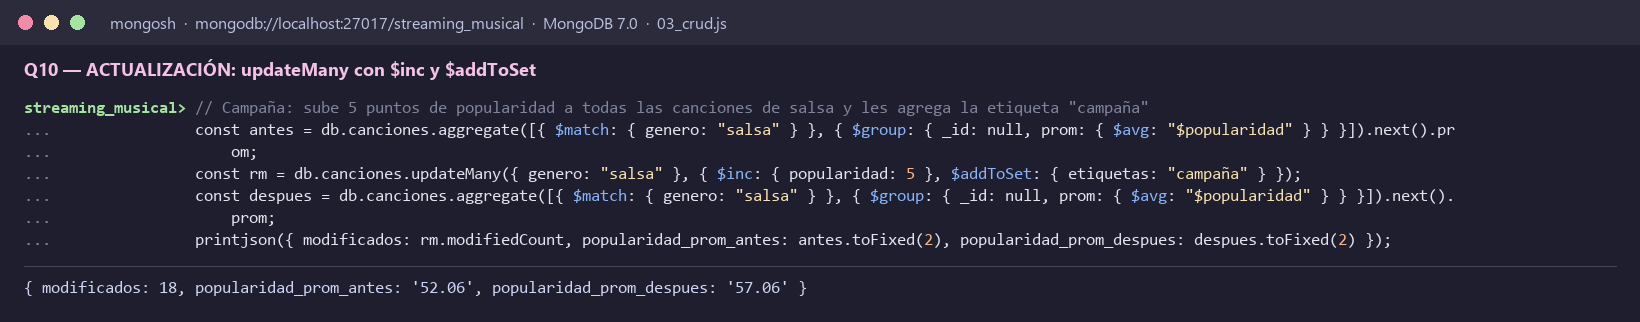 mongosh · mongodb://localhost:27017/streaming_musical · MongoDB 7.0 · 03_crud.js
Q10 — ACTUALIZACIÓN: updateMany con $inc y $addToSet
streaming_musical> // Campaña: sube 5 puntos de popularidad a todas las canciones de salsa y les agrega la etiqueta "campaña"
... const antes = db.canciones.aggregate([{ $match: { genero: "salsa" } }, { $group: { _id: null, prom: { $avg: "$popularidad" } } }]).next().pr
... om;
... const rm = db.canciones.updateMany({ genero: "salsa" }, { $inc: { popularidad: 5 }, $addToSet: { etiquetas: "campaña" } });
... const despues = db.canciones.aggregate([{ $match: { genero: "salsa" } }, { $group: { _id: null, prom: { $avg: "$popularidad" } } }]).next().
... prom;
... printjson({ modificados: rm.modifiedCount, popularidad_prom_antes: antes.toFixed(2), popularidad_prom_despues: despues.toFixed(2) });
{ modificados: 18, popularidad_prom_antes: '52.06', popularidad_prom_despues: '57.06' }